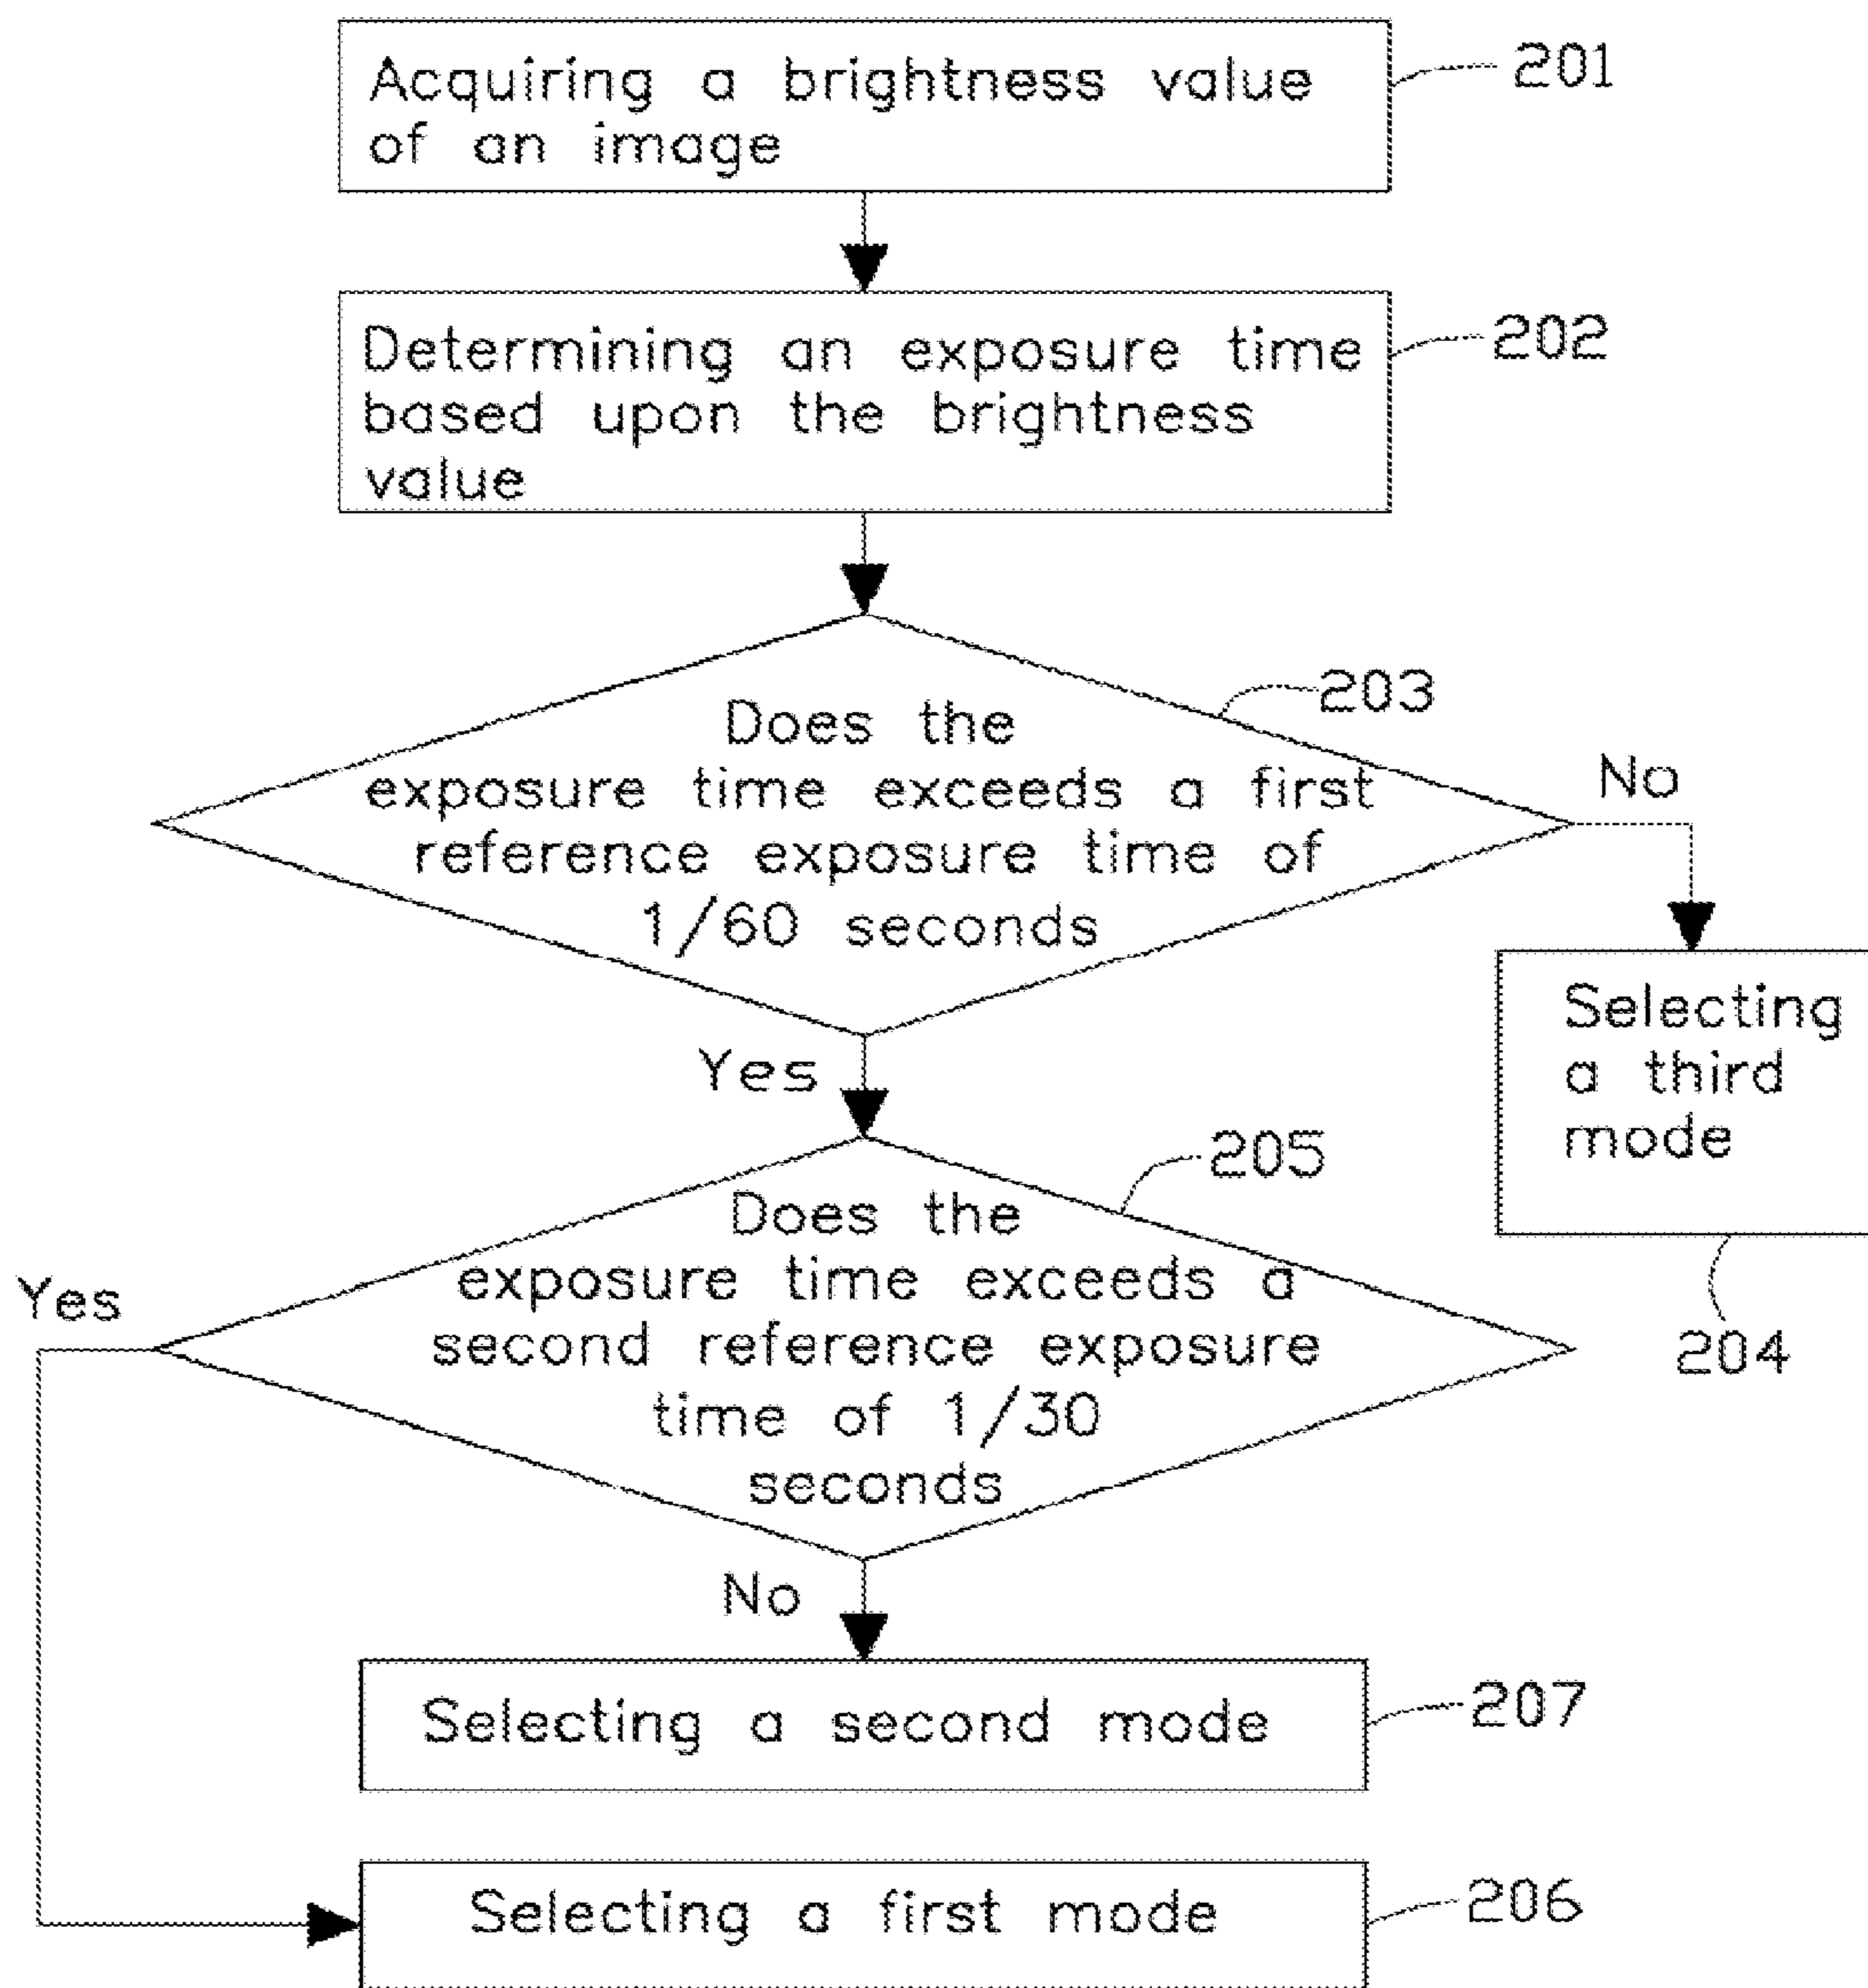 Acquiring a brightness value
of an image
201
Determining an exposure time
based upon the brightness
value
202
Does the
exposure time exceeds a first
reference exposure time of
1/60 seconds
203
No
Selecting
a third
mode
204
Yes
Does the
exposure time exceeds a
second reference exposure
time of 1/30
seconds
205
Yes
No
Selecting a second mode
207
Selecting a first mode
206